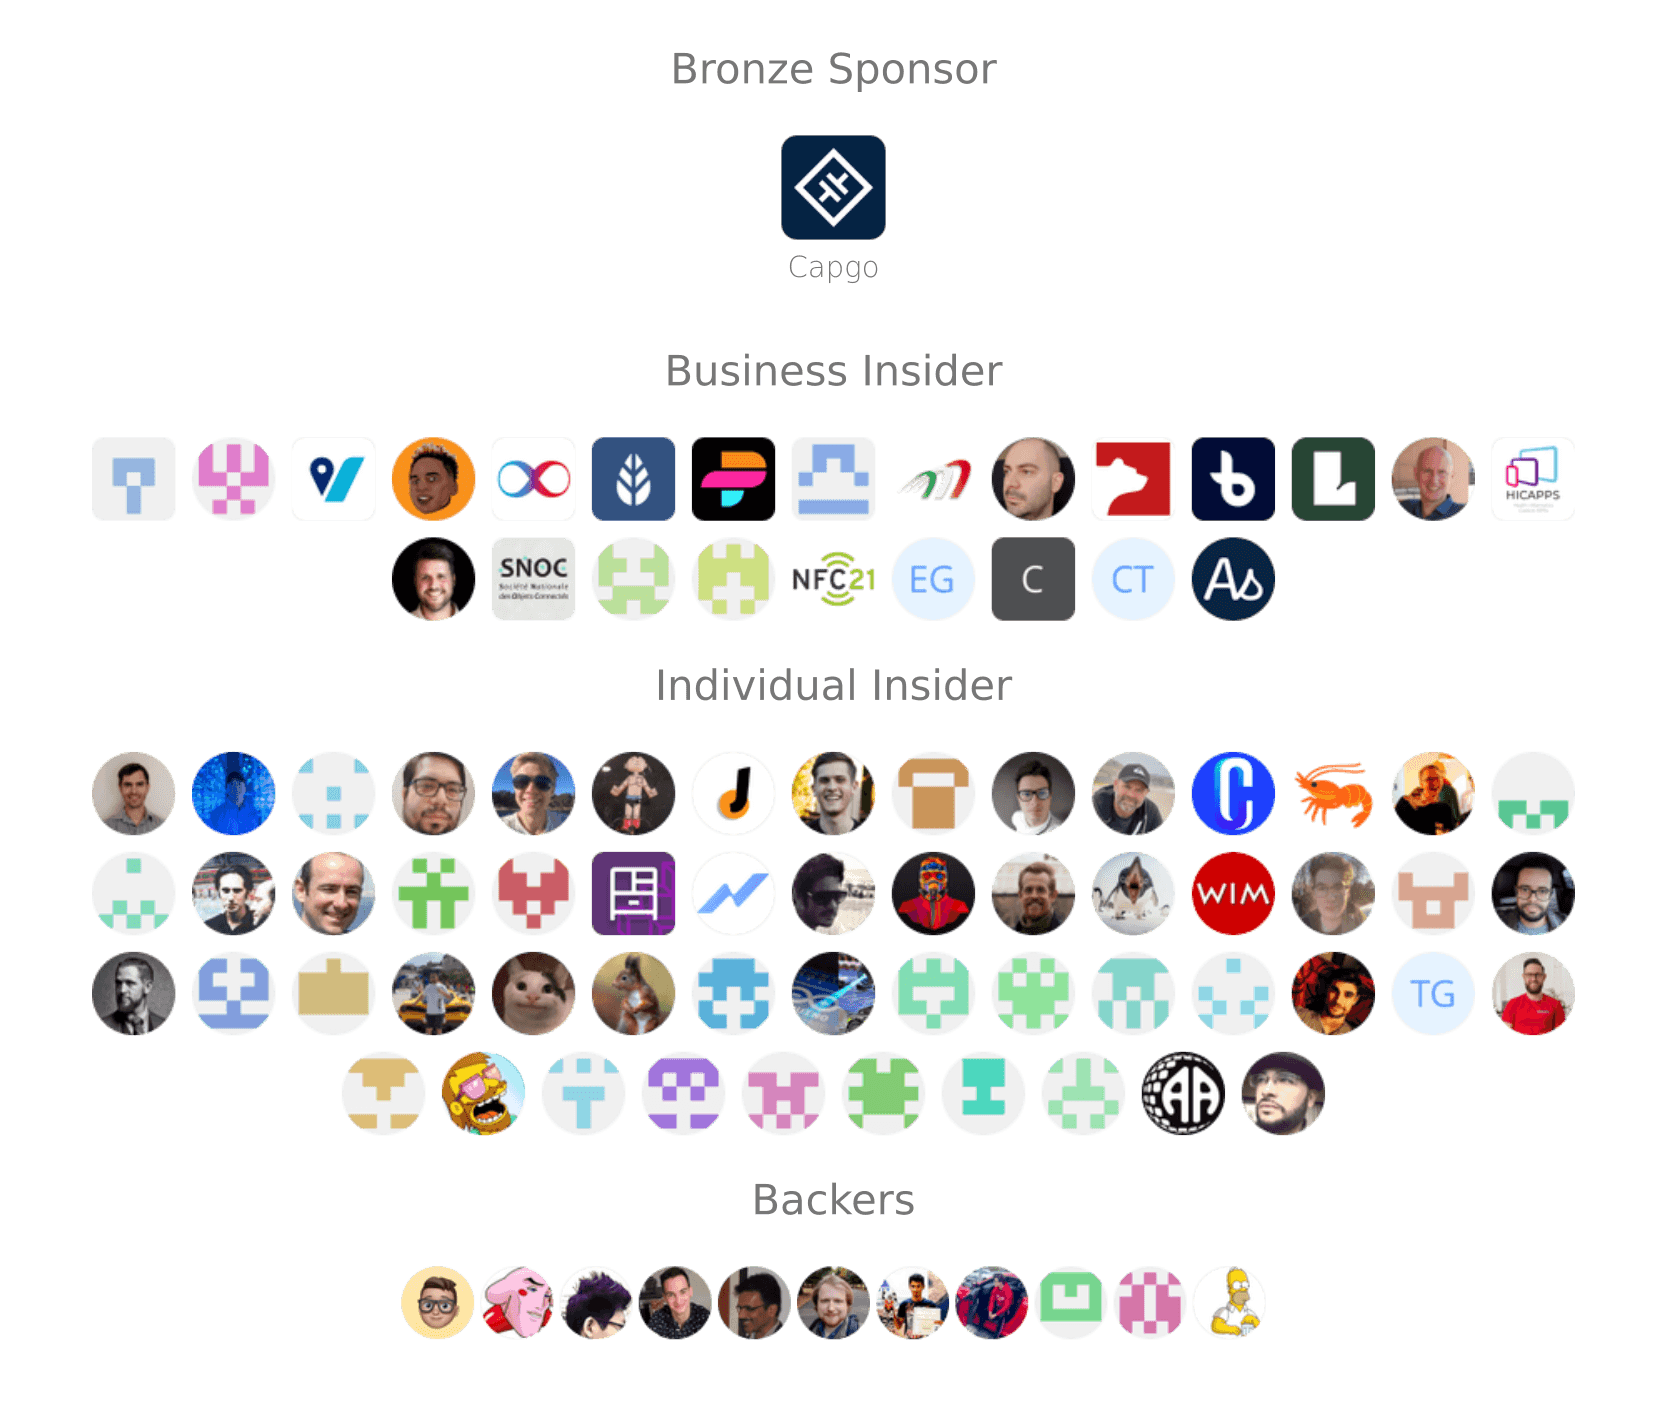 Bronze Sponsor
Capgo
Business Insider
HICAPPS
SNOC
Société Nationale
des Objets Connectés
NFC21
EG
C
CT
As
Individual Insider
WIM
TG
AA
Backers